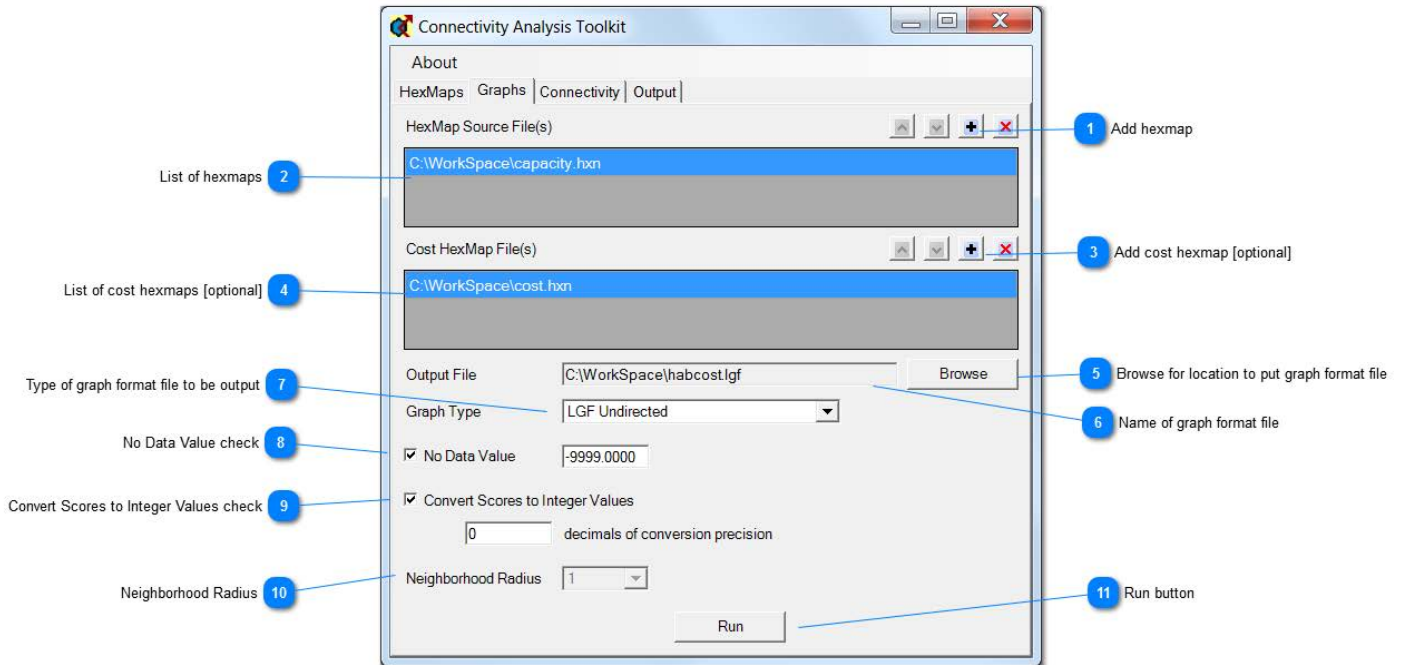 Connectivity Analysis Toolkit
About
HexMaps Graphs Connectivity Output
HexMap Source File(s)
1 Add hexmap
C:\WorkSpace\capacity.hxn
List of hexmaps 2
Cost HexMap File(s)
3 Add cost hexmap [optional]
C:\WorkSpace\cost.hxn
List of cost hexmaps [optional] 4
Output File C:\WorkSpace\habcost.lgf Browse
5 Browse for location to put graph format file
Type of graph format file to be output 7
Graph Type LGF Undirected
6 Name of graph format file
No Data Value check 8
No Data Value -9999.0000
Convert Scores to Integer Values check 9
Convert Scores to Integer Values
0 decimals of conversion precision
Neighborhood Radius 10
Neighborhood Radius 1
11 Run button
Run